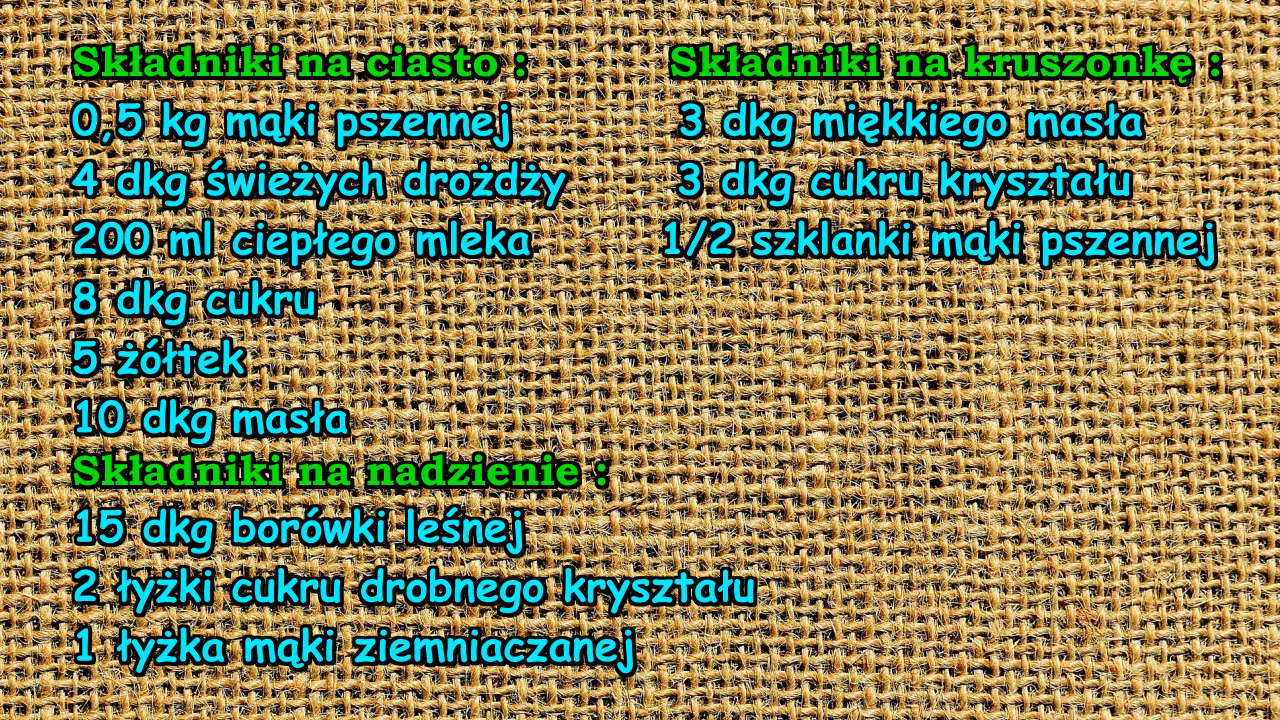 Składniki na ciasto :
0,5 kg mąki pszennej
4 dkg świeżych drożdży
200 ml ciepłego mleka
8 dkg cukru
5 żółtek
10 dkg masła
Składniki na nadzienie :
15 dkg borówki leśnej
2 łyżki cukru drobnego kryształu
1 łyżka mąki ziemniaczanej
Składniki na kruszonkę :
3 dkg miękkiego masła
3 dkg cukru kryształu
1/2 szklanki mąki pszennej